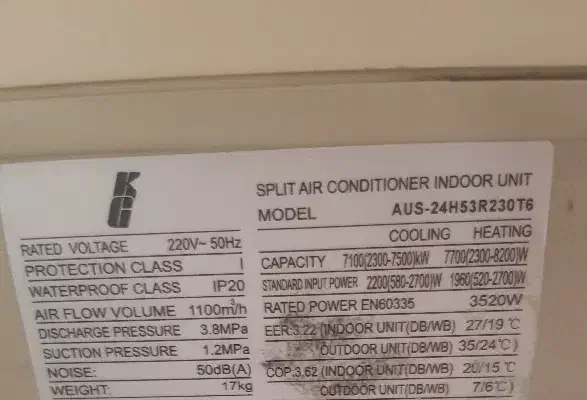 KG
SPLIT AIR CONDITIONER INDOOR UNIT
MODEL AUS-24H53R230T6
RATED VOLTAGE 220V~ 50Hz
PROTECTION CLASS I
WATERPROOF CLASS IP20
AIR FLOW VOLUME 1100m³/h
DISCHARGE PRESSURE 3.8MPa
SUCTION PRESSURE 1.2MPa
NOISE: 50dB(A)
WEIGHT: 17kg
COOLING HEATING
CAPACITY 7100(2300-7500)kW 7700(2300-8200)W
STANDARD INPUT POWER 2200(580-2700)W 1960(520-2700)W
RATED POWER EN60335 3520W
EER:3.22 (INDOOR UNIT(DB/WB) 27/19 ℃
OUTDOOR UNIT(DB/WB) 35/24℃)
COP:3.62 (INDOOR UNIT(DB/WB) 20/15 ℃
OUTDOOR UNIT(DB/WB) 7/6℃)